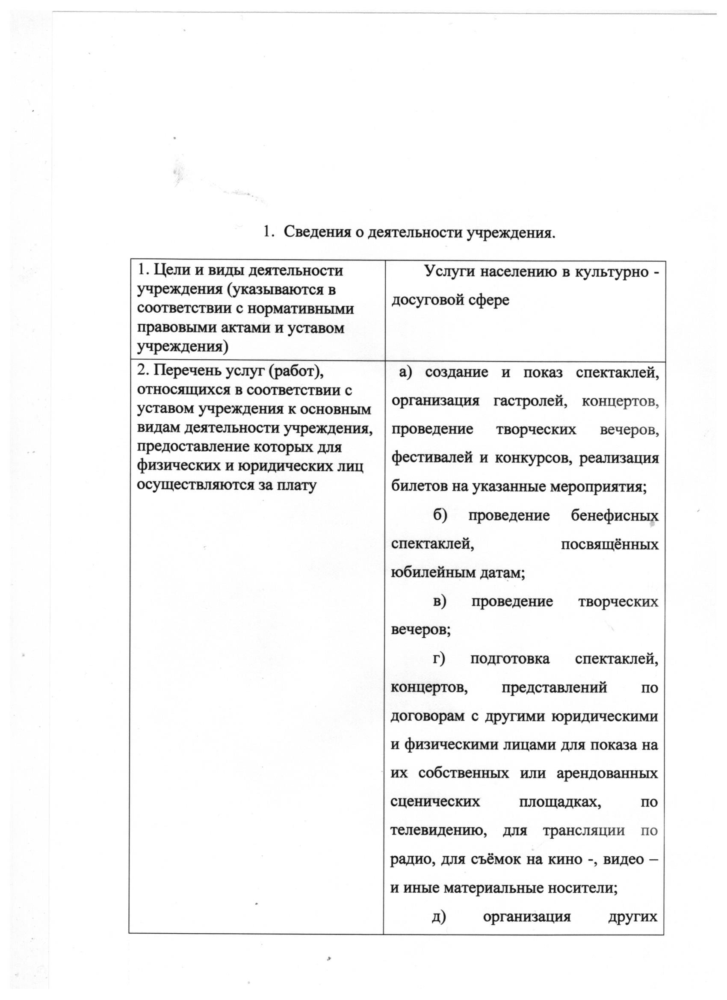 1. Сведения о деятельности учреждения.
1. Цели и виды деятельности
учреждения (указываются в
соответствии с нормативными
правовыми актами и уставом
учреждения)
Услуги населению в культурно -
досуговой сфере
2. Перечень услуг (работ),
относящихся в соответствии с
уставом учреждения к основным
видам деятельности учреждения,
предоставление которых для
физических и юридических лиц
осуществляются за плату
а) создание и показ спектаклей,
организация гастролей, концертов,
проведение творческих вечеров,
фестивалей и конкурсов, реализация
билетов на указанные мероприятия;
б) проведение бенефисных
спектаклей, посвящённых
юбилейным датам;
в) проведение творческих
вечеров;
г) подготовка спектаклей,
концертов, представлений по
договорам с другими юридическими
и физическими лицами для показа на
их собственных или арендованных
сценических площадках, по
телевидению, для трансляции по
радио, для съёмок на кино -, видео –
и иные материальные носители;
д) организация других